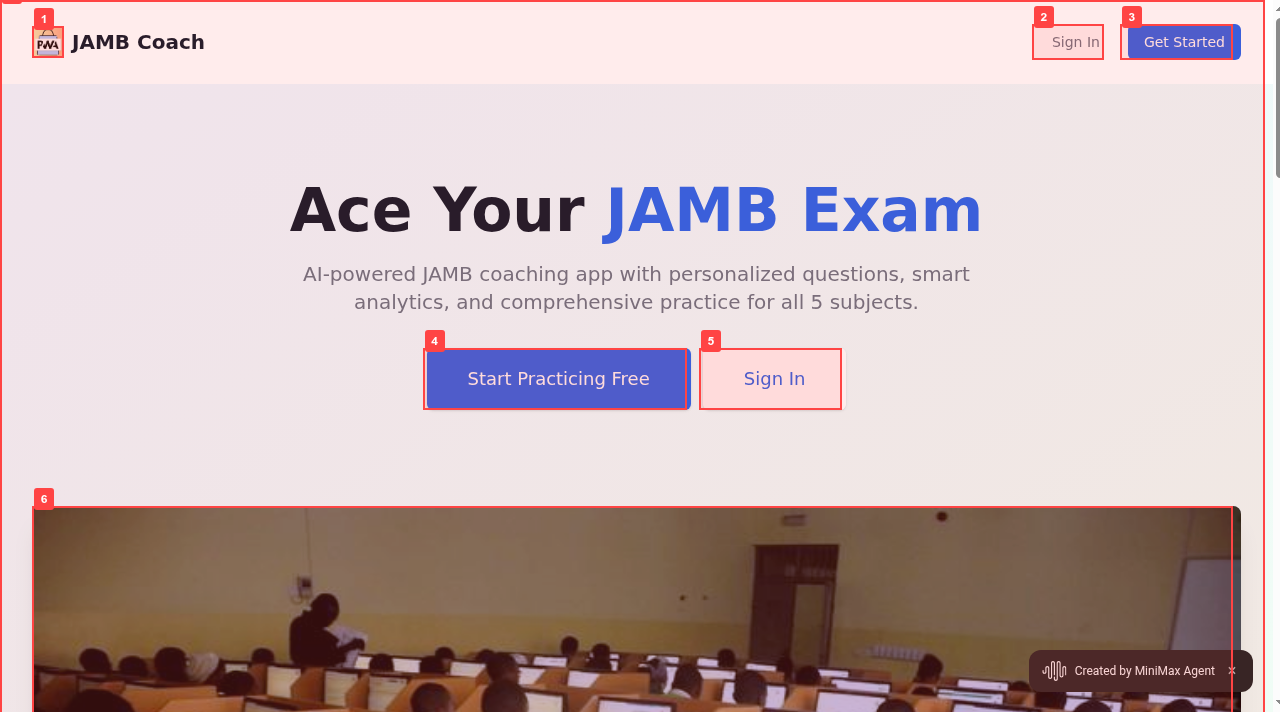 1
PWA
JAMB Coach
2
Sign In
3
Get Started
Ace Your JAMB Exam
AI-powered JAMB coaching app with personalized questions, smart
analytics, and comprehensive practice for all 5 subjects.
4
Start Practicing Free
5
Sign In
6
Created by MiniMax Agent ×